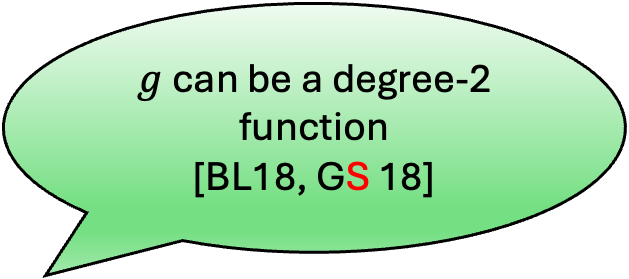 g can be a degree-2
function
[BL18, GS 18]